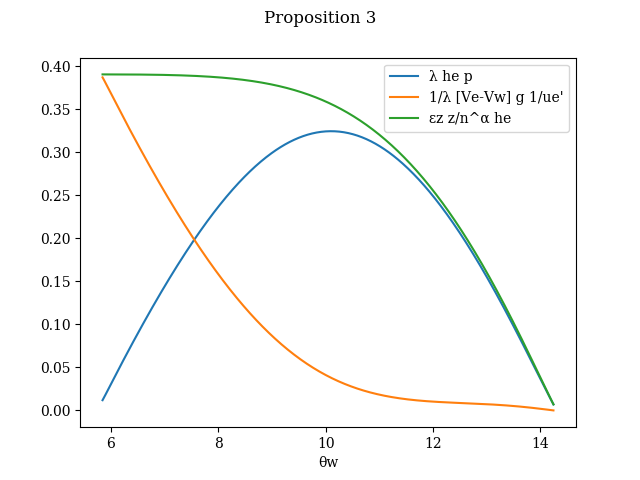 Proposition 3
0.40
0.35
0.30
0.25
0.20
0.15
0.10
0.05
0.00
λ he p
1/λ [Ve-Vw] g 1/ue'
εz z/n^α he
6 8 10 12 14
θw